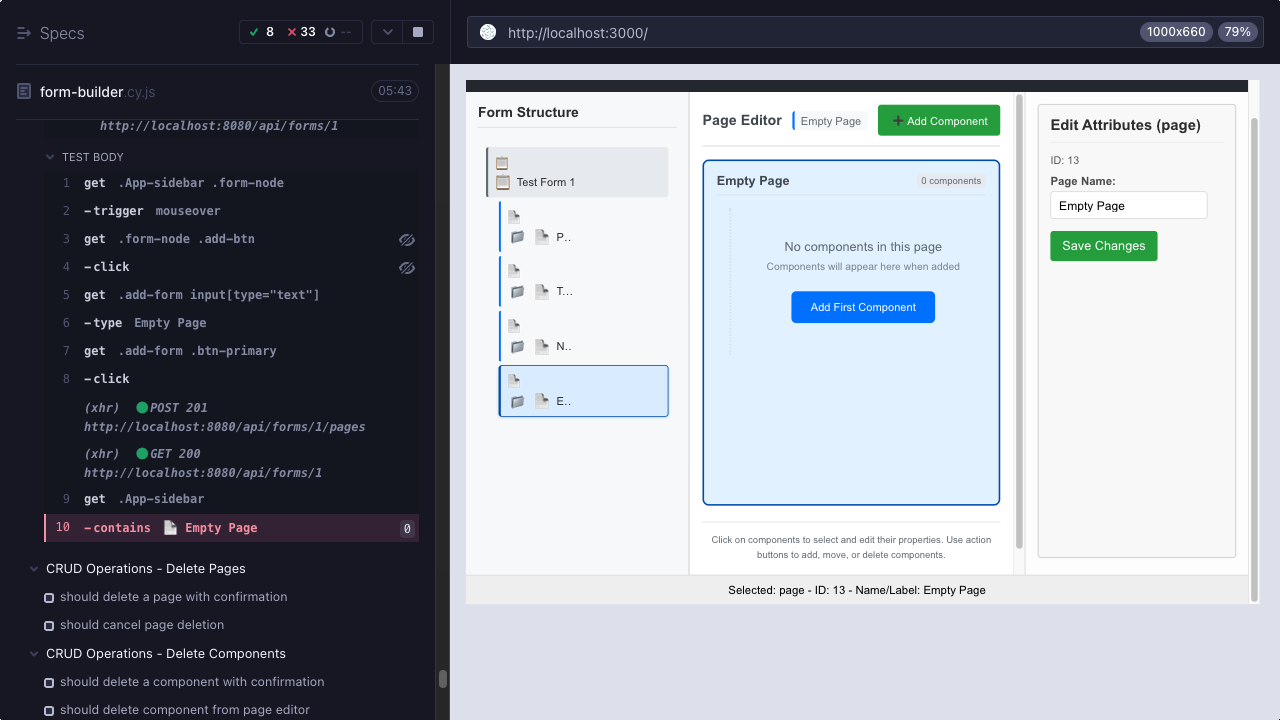 Specs
8 33 --
form-builder.cy.js 05:43
http://localhost:8080/api/forms/1
TEST BODY
1 get .App-sidebar .form-node
2 -trigger mouseover
3 get .form-node .add-btn
4 -click
5 get .add-form input[type="text"]
6 -type Empty Page
7 get .add-form .btn-primary
8 -click
(xhr) POST 201
http://localhost:8080/api/forms/1/pages
(xhr) GET 200
http://localhost:8080/api/forms/1
9 get .App-sidebar
10 -contains 📄 Empty Page 0
CRUD Operations - Delete Pages
should delete a page with confirmation
should cancel page deletion
CRUD Operations - Delete Components
should delete a component with confirmation
should delete component from page editor
http://localhost:3000/
1000x660 79%
Form Structure
Test Form 1
P..
T...
N..
E..
Page Editor Empty Page ➕ Add Component
Empty Page 0 components
No components in this page
Components will appear here when added
Add First Component
Click on components to select and edit their properties. Use action
buttons to add, move, or delete components.
Edit Attributes (page)
ID: 13
Page Name:
Empty Page
Save Changes
Selected: page - ID: 13 - Name/Label: Empty Page